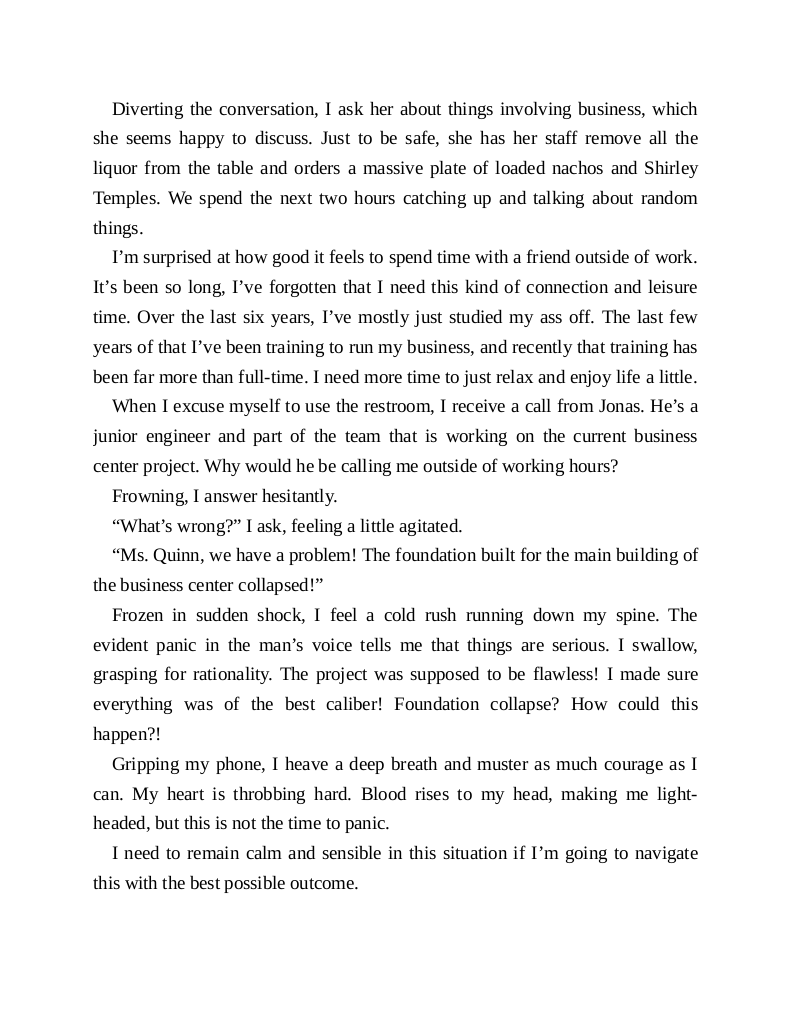 Diverting the conversation, I ask her about things involving business, which
she seems happy to discuss. Just to be safe, she has her staff remove all the
liquor from the table and orders a massive plate of loaded nachos and Shirley
Temples. We spend the next two hours catching up and talking about random
things.
I’m surprised at how good it feels to spend time with a friend outside of work.
It’s been so long, I’ve forgotten that I need this kind of connection and leisure
time. Over the last six years, I’ve mostly just studied my ass off. The last few
years of that I’ve been training to run my business, and recently that training has
been far more than full-time. I need more time to just relax and enjoy life a little.
When I excuse myself to use the restroom, I receive a call from Jonas. He’s a
junior engineer and part of the team that is working on the current business
center project. Why would he be calling me outside of working hours?
Frowning, I answer hesitantly.
“What’s wrong?” I ask, feeling a little agitated.
“Ms. Quinn, we have a problem! The foundation built for the main building of
the business center collapsed!”
Frozen in sudden shock, I feel a cold rush running down my spine. The
evident panic in the man’s voice tells me that things are serious. I swallow,
grasping for rationality. The project was supposed to be flawless! I made sure
everything was of the best caliber! Foundation collapse? How could this
happen?!
Gripping my phone, I heave a deep breath and muster as much courage as I
can. My heart is throbbing hard. Blood rises to my head, making me light-
headed, but this is not the time to panic.
I need to remain calm and sensible in this situation if I’m going to navigate
this with the best possible outcome.